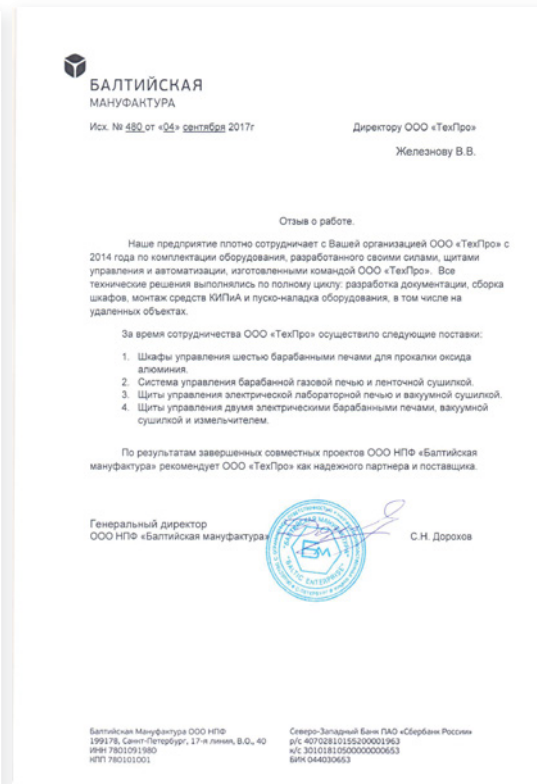 БАЛТИЙСКАЯ
МАНУФАКТУРА
Исх. № 480 от «04» сентября 2017г
Директору ООО «ТехПро»
Железнову В.В.
Отзыв о работе.
Наше предприятие плотно сотрудничает с Вашей организацией ООО «ТехПро» с
2014 года по комплектации оборудования, разработанного своими силами, щитами
управления и автоматизации, изготовленными командой ООО «ТехПро». Все
технические решения выполнялись по полному циклу: разработка документации, сборка
шкафов, монтаж средств КИПиА и пуско-наладка оборудования, в том числе на
удаленных объектах.
За время сотрудничества ООО «ТехПро» осуществило следующие поставки:
1. Шкафы управления шестью барабанными печами для прокалки оксида
алюминия.
2. Система управления барабанной газовой печью и ленточной сушилкой.
3. Щиты управления электрической лабораторной печью и вакуумной сушилкой.
4. Щиты управления двумя электрическими барабанными печами, вакуумной
сушилкой и измельчителем.
По результатам завершенных совместных проектов ООО НПФ «Балтийская
мануфактура» рекомендует ООО «ТехПро» как надежного партнера и поставщика.
Генеральный директор
ООО НПФ «Балтийская мануфактура»
С.Н. Дорохов
"БАЛТИЙСКАЯ МАНУФАКТУРА"
БМ
"BALTIC ENTERPRISE"
Балтийская Мануфактура ООО НПФ
199178, Санкт-Петербург, 17-я линия, В.О., 40
ИНН 7801091980
КПП 780101001
Северо-Западный Банк ПАО «Сбербанк России»
р/с 40702810155200001963
к/с 30101810500000000653
БИК 044030653